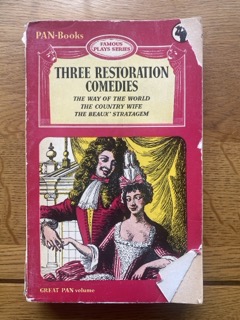 PAN-Books
FAMOUS
PLAYS SERIES
THREE RESTORATION
COMEDIES
THE WAY OF THE WORLD
THE COUNTRY WIFE
THE BEAUX' STRATAGEM
GREAT PAN volume